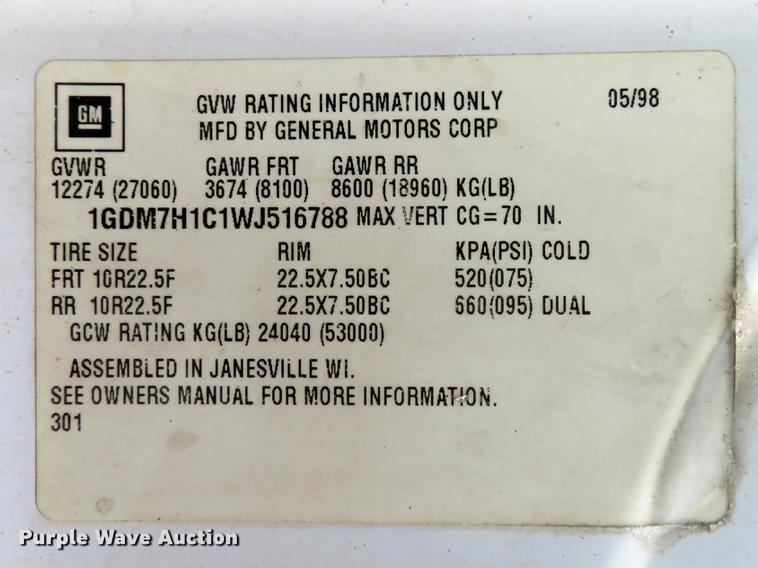 GM
GVW RATING INFORMATION ONLY 05/98
MFD BY GENERAL MOTORS CORP
GVWR GAWR FRT GAWR RR
12274 (27060) 3674 (8100) 8600 (18960) KG(LB)
1GDM7H1C1WJ516788 MAX VERT CG=70 IN.
TIRE SIZE RIM KPA(PSI) COLD
FRT 10R22.5F 22.5X7.50BC 520(075)
RR 10R22.5F 22.5X7.50BC 660(095) DUAL
GCW RATING KG(LB) 24040 (53000)
ASSEMBLED IN JANESVILLE WI.
SEE OWNERS MANUAL FOR MORE INFORMATION.
301
Purple Wave Auction